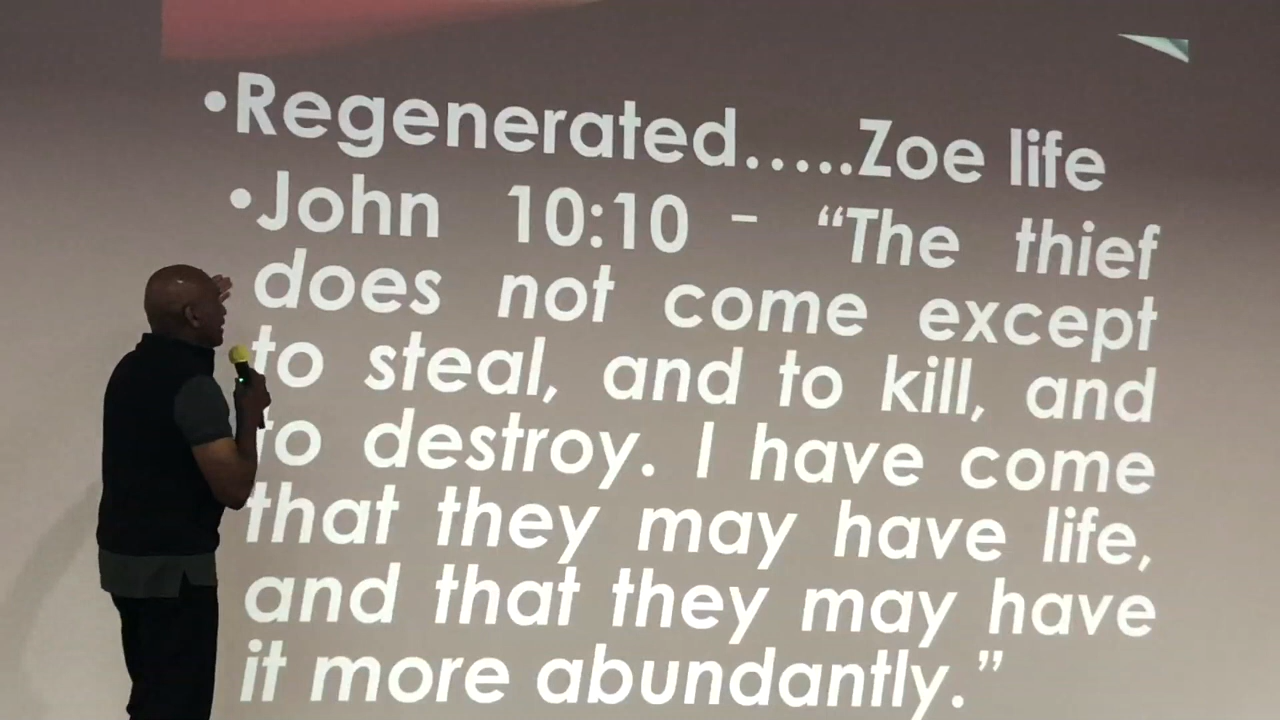 •Regenerated.....Zoe life
•John 10:10 - “The thief
does not come except
to steal, and to kill, and
to destroy. I have come
that they may have life,
and that they may have
it more abundantly.”